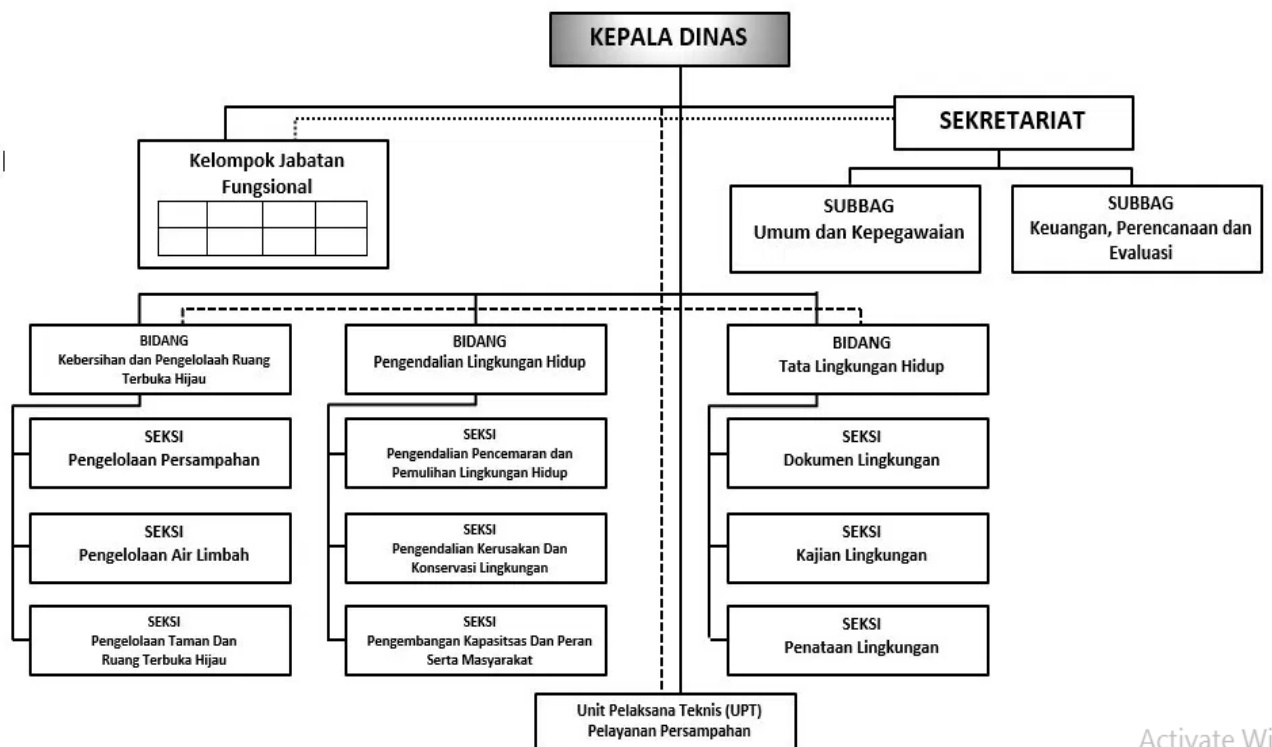 KEPALA DINAS
SEKRETARIAT
Kelompok Jabatan
Fungsional
SUBBAG
Umum dan Kepegawaian
SUBBAG
Keuangan, Perencanaan dan
Evaluasi
BIDANG
Kebersihan dan Pengelolaah Ruang
Terbuka Hijau
BIDANG
Pengendalian Lingkungan Hidup
BIDANG
Tata Lingkungan Hidup
SEKSI
Pengelolaan Persampahan
SEKSI
Pengendalian Pencemaran dan
Pemulihan Lingkungan Hidup
SEKSI
Dokumen Lingkungan
SEKSI
Pengelolaan Air Limbah
SEKSI
Pengendalian Kerusakan Dan
Konservasi Lingkungan
SEKSI
Kajian Lingkungan
SEKSI
Pengelolaan Taman Dan
Ruang Terbuka Hijau
SEKSI
Pengembangan Kapasitsas Dan Peran
Serta Masyarakat
SEKSI
Penataan Lingkungan
Unit Pelaksana Teknis (UPT)
Pelayanan Persampahan
Activate Wi